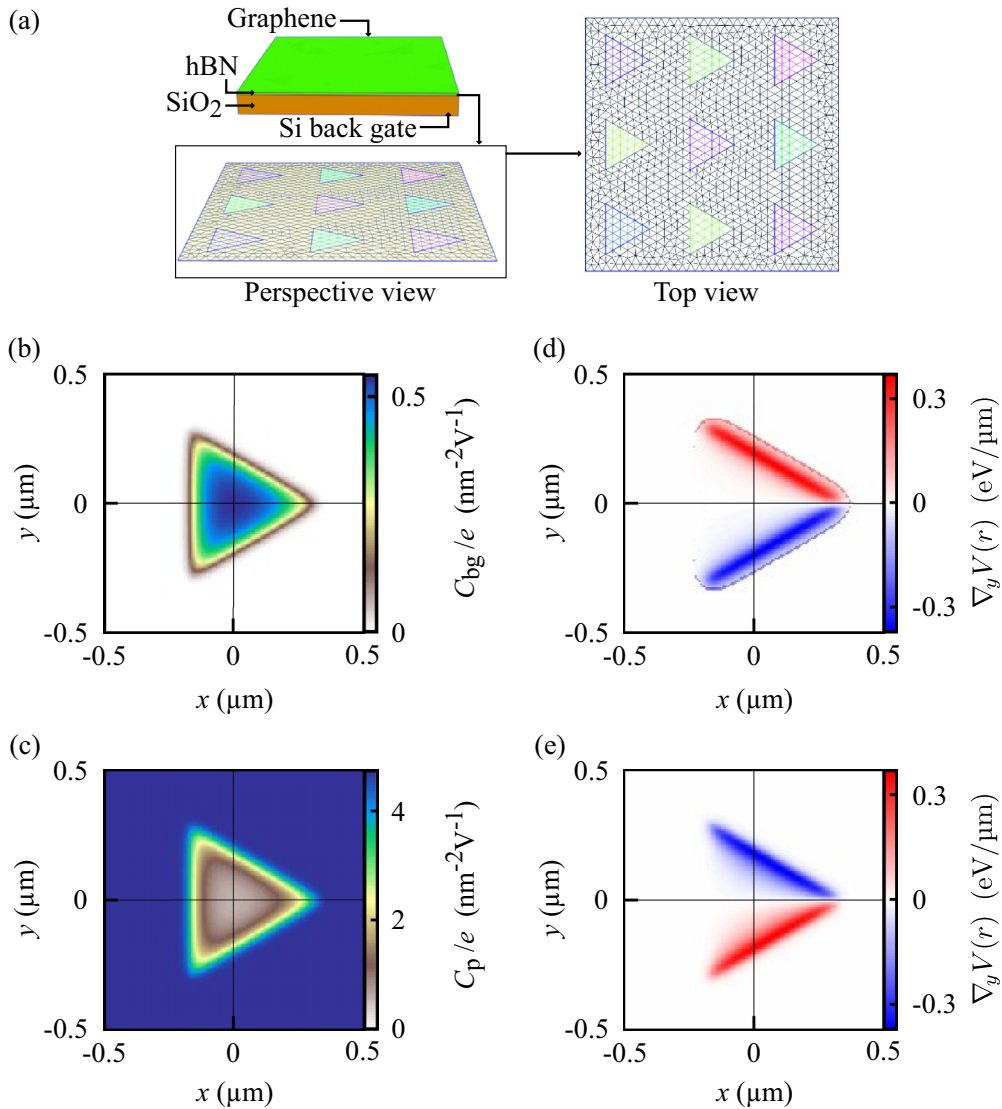 (a)
Graphene
hBN
SiO₂
Si back gate
Perspective view
Top view
(b)
0.5
0
-0.5
y (µm)
-0.5
0
0.5
x (µm)
0.5
0
C_bg/e (nm⁻²V⁻¹)
(d)
0.5
0
-0.5
y (µm)
-0.5
0
0.5
x (µm)
0.3
0
-0.3
∇_yV(r) (eV/µm)
(c)
0.5
0
-0.5
y (µm)
-0.5
0
0.5
x (µm)
4
2
0
C_p/e (nm⁻²V⁻¹)
(e)
0.5
0
-0.5
y (µm)
-0.5
0
0.5
x (µm)
0.3
0
-0.3
∇_yV(r) (eV/µm)